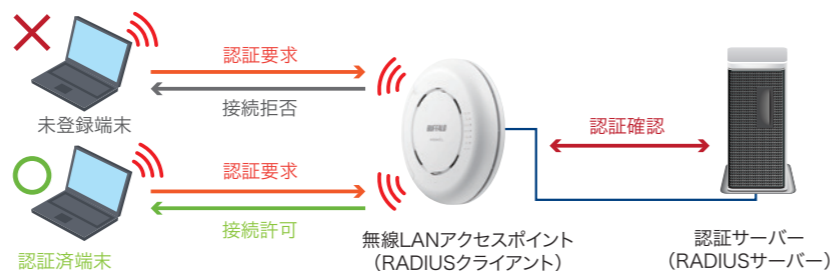 認証要求
接続拒否
未登録端末
認証要求
接続許可
認証済端末
BUFFALO
無線LANアクセスポイント
（RADIUSクライアント）
認証確認
認証サーバー
（RADIUSサーバー）